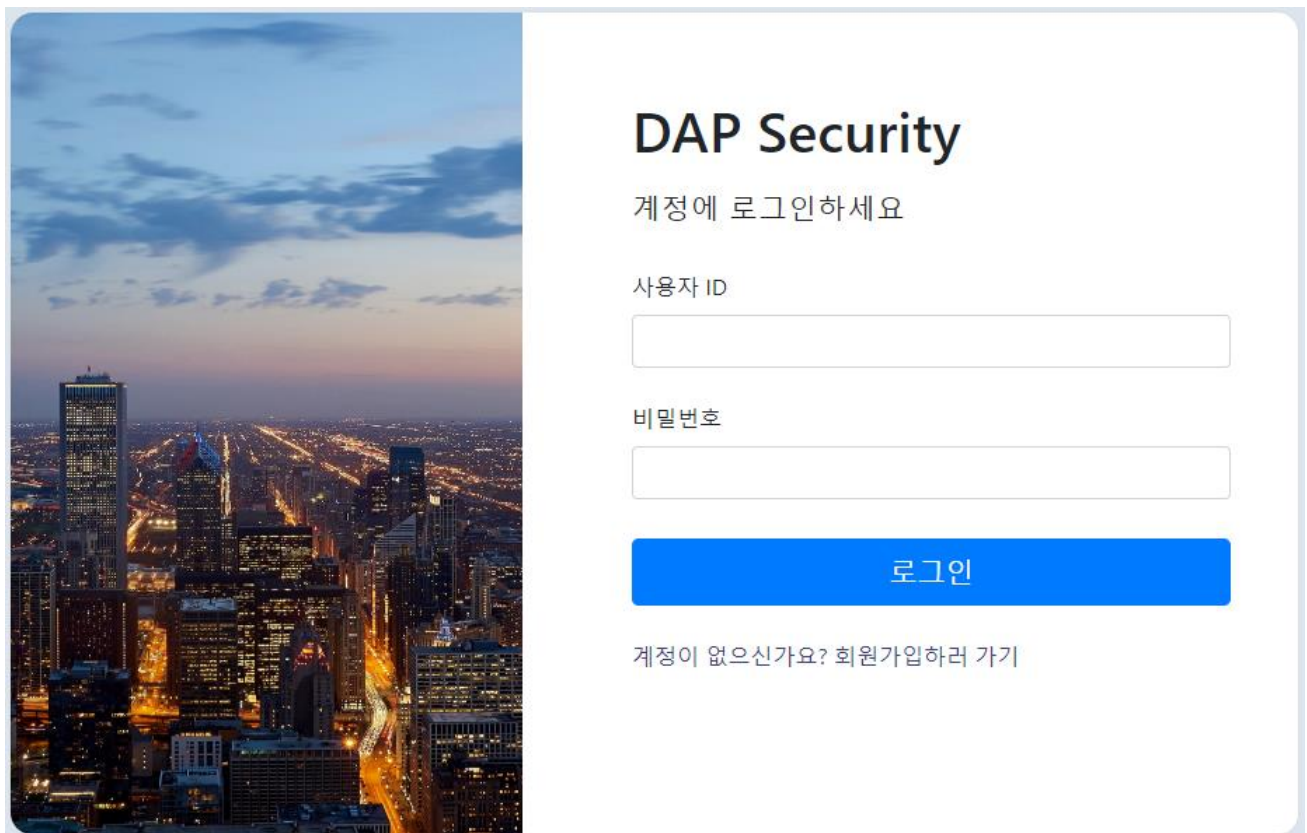 DAP Security
계정에 로그인하세요
사용자 ID
비밀번호
로그인
계정이 없으신가요? 회원가입하러 가기